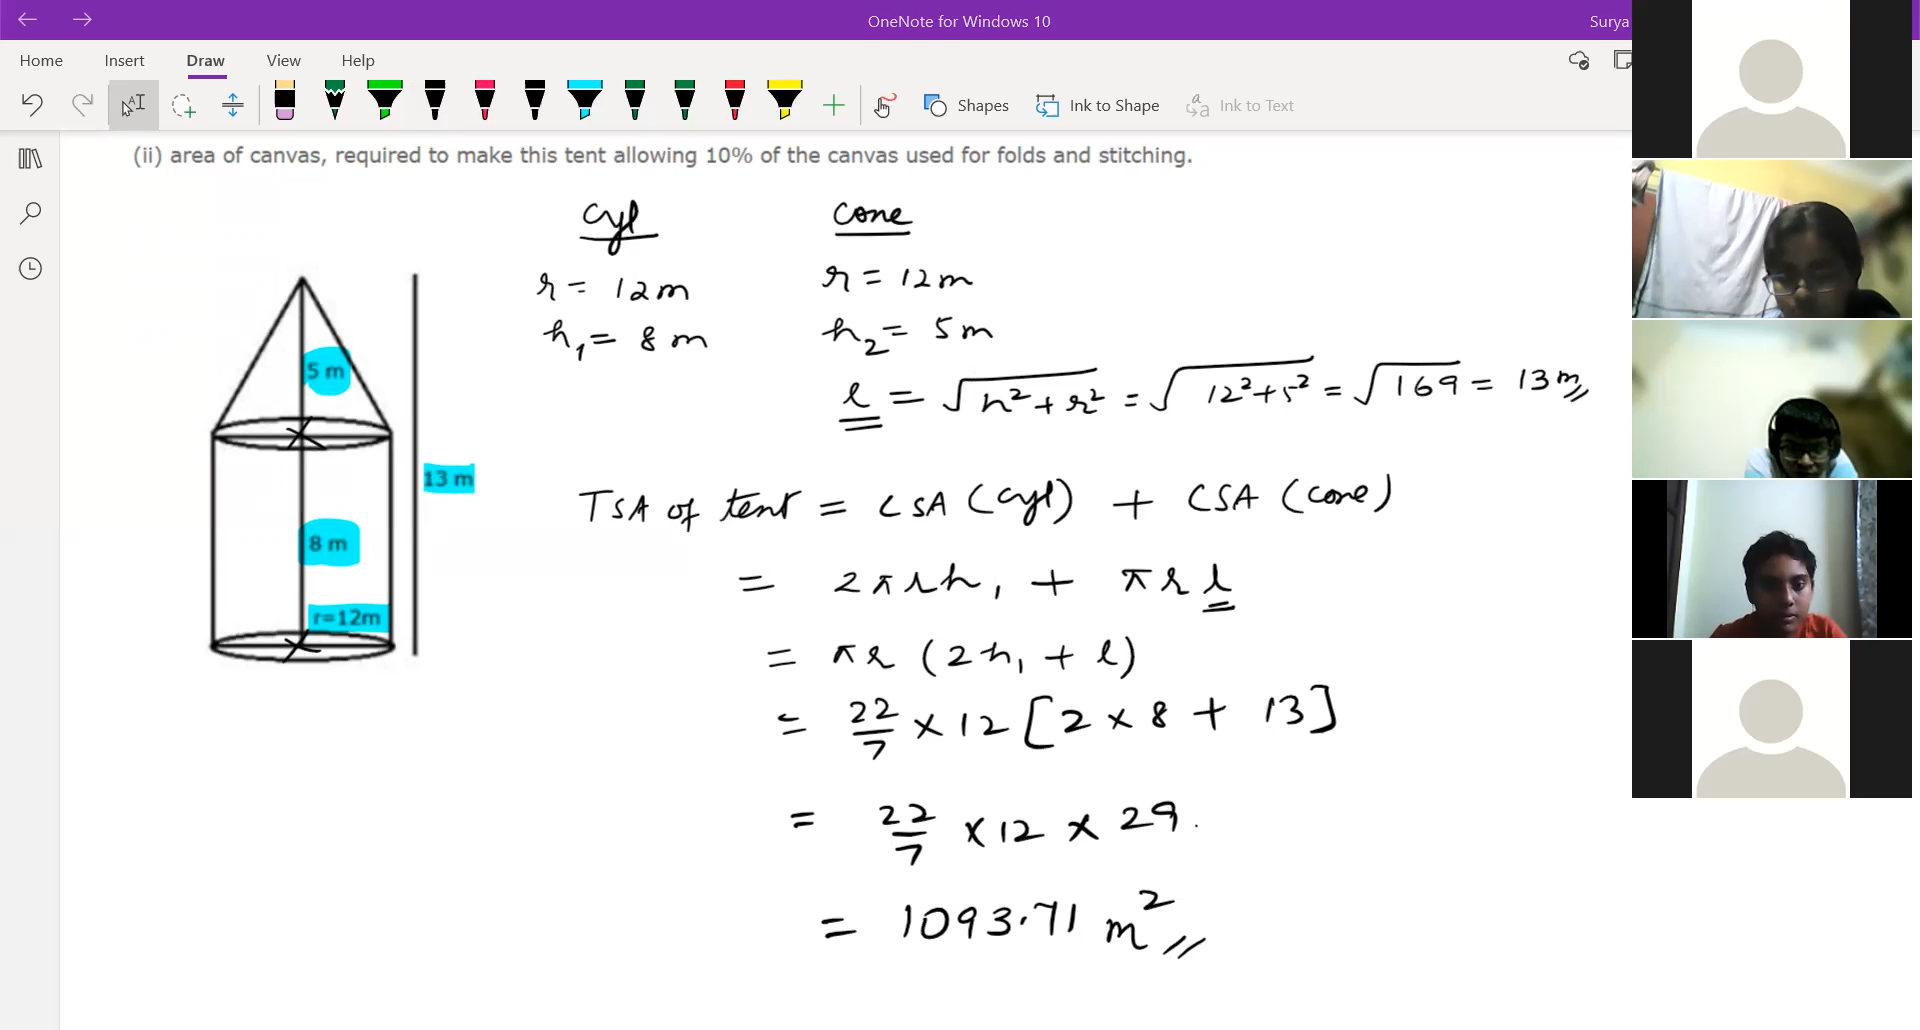 OneNote for Windows 10
Surya
Home Insert Draw View Help
Shapes Ink to Shape Ink to Text
(ii) area of canvas, required to make this tent allowing 10% of the canvas used for folds and stitching.
Cyl Cone
r = 12m r = 12m
h₁ = 8 m h₂ = 5m
l = √h²+r² = √12²+5² = √169 = 13m
5 m
13 m
8 m
r=12m
TSA of tent = CSA (cyl) + CSA (cone)
= 2πrh₁ + πrl
= πr (2h₁ + l)
= 22/7 × 12 [2 × 8 + 13]
= 22/7 × 12 × 29.
= 1093.71 m²